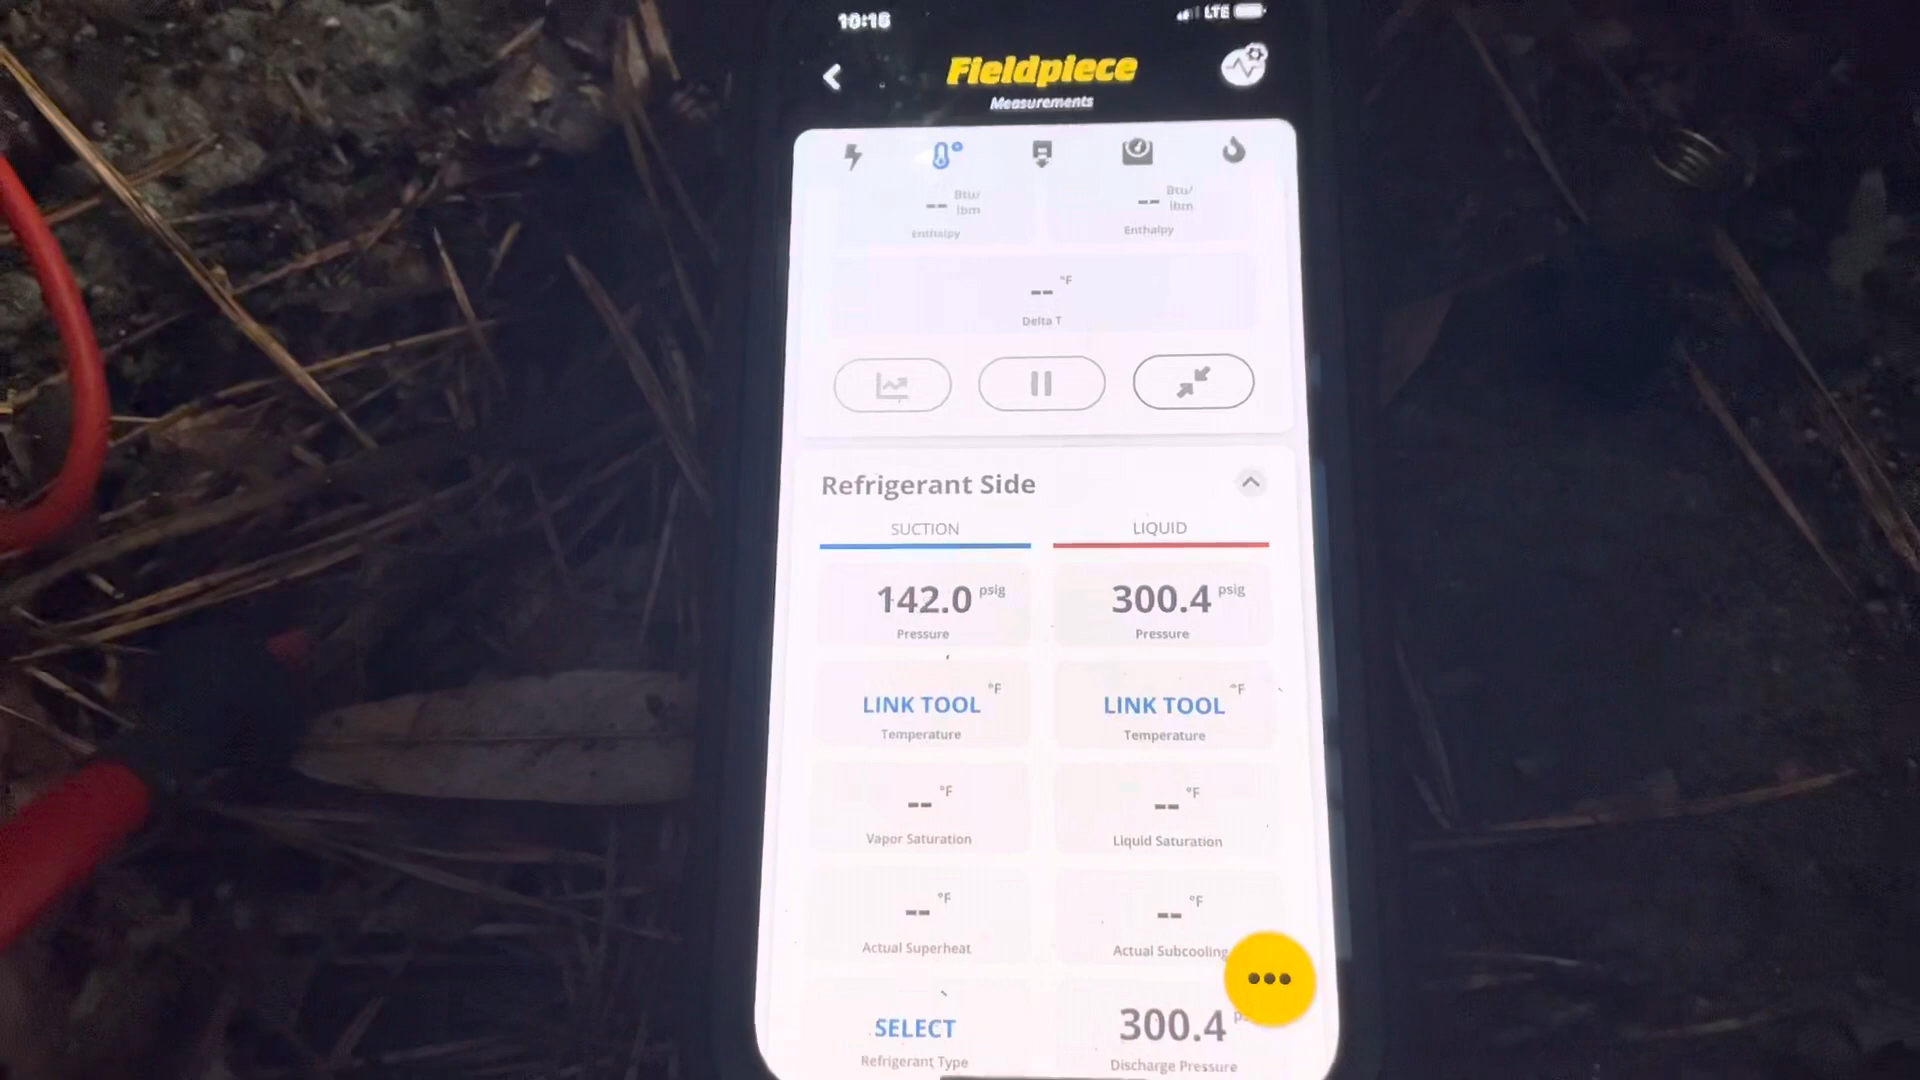 10:18
LTE
Fieldpiece
Measurements
-- Btu/lbm -- Btu/lbm
Enthalpy Enthalpy
-- °F
Delta T
Refrigerant Side
SUCTION LIQUID
142.0 psig 300.4 psig
Pressure Pressure
LINK TOOL °F LINK TOOL °F
Temperature Temperature
-- °F -- °F
Vapor Saturation Liquid Saturation
-- °F -- °F
Actual Superheat Actual Subcooling
SELECT 300.4
Refrigerant Type Discharge Pressure